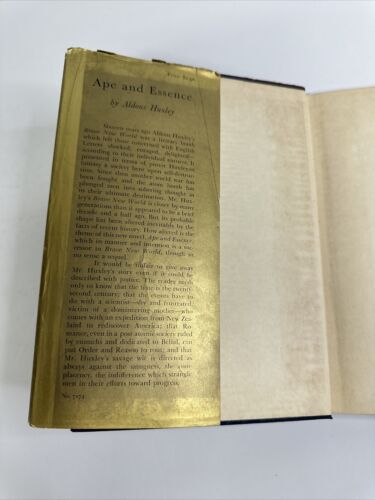 Price $2.50
Ape and Essence
by Aldous Huxley
Sixteen years ago Aldous Huxley's
Brave New World was a literary bomb
which left those concerned with English
Letters shocked, enraged, delighted—
according to their individual natures. It
presented in terms of
fantasy a society bent upon self-destruc-
tion. Since then another world war has
been fought and the atom bomb has
plunged men into sobering thought as
to their ultimate destination. Mr. Hux-
ley's Brave New World is closer by many
generations than it appeared to be a brief
decade and a half ago. But its probable
shape has been altered inevitably by the
facts of recent history. How altered is the
theme of this new novel, Ape and Essence,
which in manner and intention is a suc-
cessor to Brave New World, though in
no sense a sequel.
It would be unfair to give away
Mr. Huxley's story even if it could be
described with justice. The reader needs
only to know that the time is the twenty-
second century; that the events have to
do with a scientist—shy and frustrated,
victim of a domineering mother—who
comes with an expedition from New Zea-
land to rediscover America; that Ro-
mance, even in a post-atomic society ruled
by eunuchs and dedicated to Belial, can
put Order and Reason to rout; and that
Mr. Huxley's savage wit is directed as
always against the smugness, the com-
placency, the indifference which strangle
men in their efforts toward progress.
No. 7174